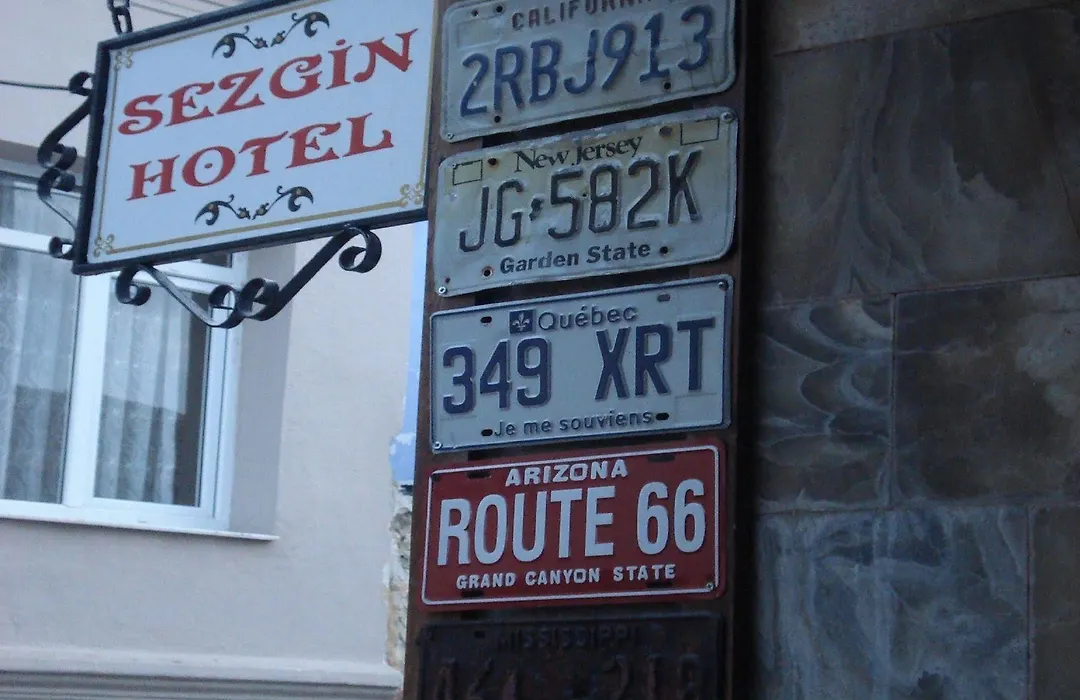 SEZGİN
HOTEL
CALIFORNIA
2RBJ913
New Jersey
JG 582K
Garden State
Québec
349 XRT
Je me souviens
ARIZONA
ROUTE 66
GRAND CANYON STATE
MISSISSIPPI